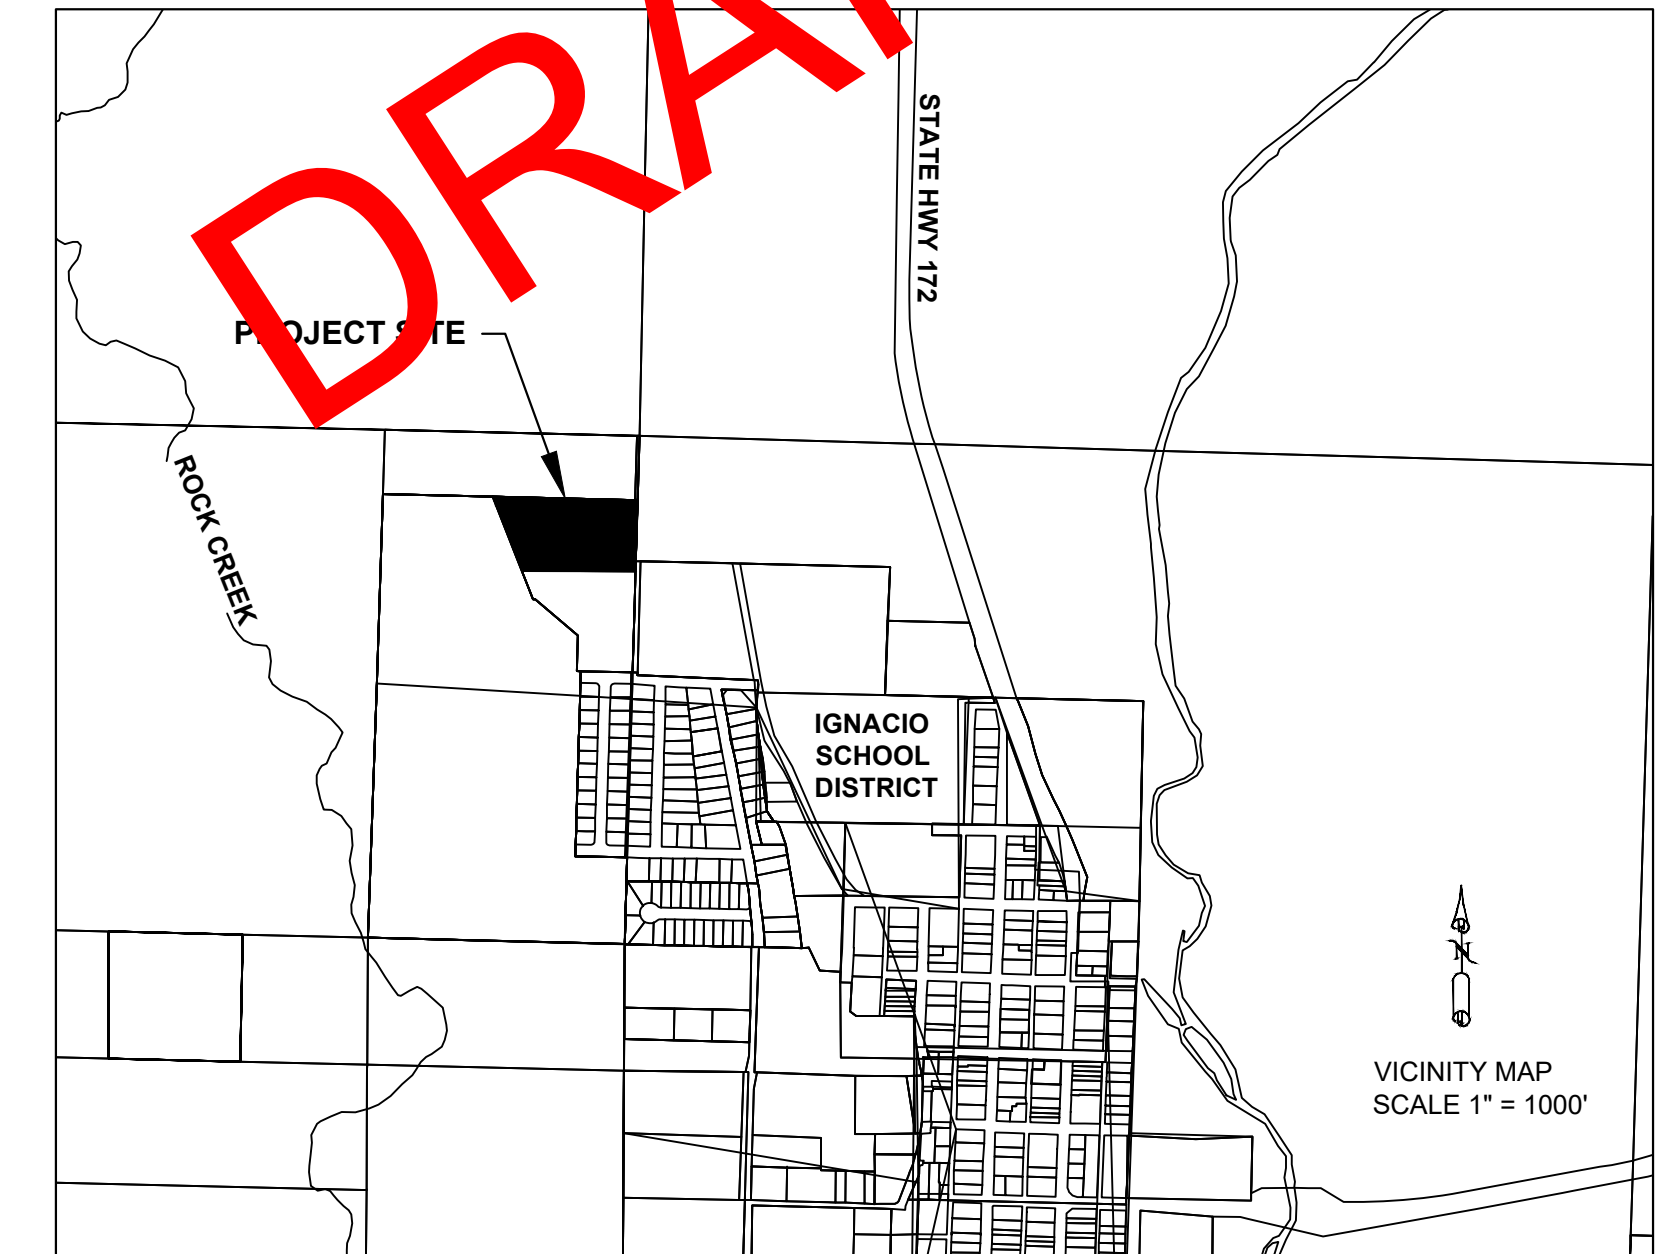 DRA
STATE HWY 172
PROJECT SITE
ROCK CREEK
IGNACIO
SCHOOL
DISTRICT
N
VICINITY MAP
SCALE 1" = 1000'